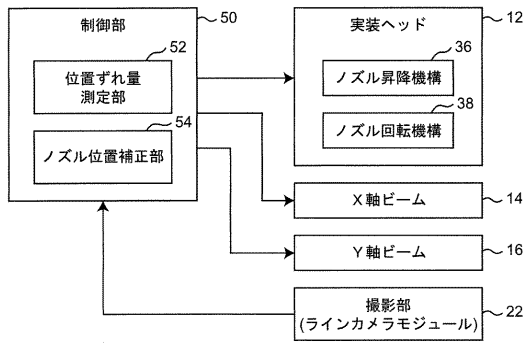 制御部
50
52
位置ずれ量
測定部
54
ノズル位置補正部
実装ヘッド
12
36
ノズル昇降機構
38
ノズル回転機構
X軸ビーム
14
Y軸ビーム
16
撮影部
(ラインカメラモジュール)
22